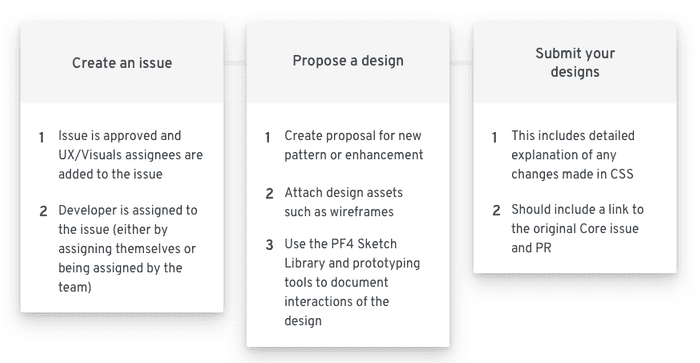 Create an issue
1 Issue is approved and
UX/Visuals assignees are
added to the issue
2 Developer is assigned to
the issue (either by
assigning themselves or
being assigned by the
team)
Propose a design
1 Create proposal for new
pattern or enhancement
2 Attach design assets
such as wireframes
3 Use the PF4 Sketch
Library and prototyping
tools to document
interactions of the
design
Submit your
designs
1 This includes detailed
explanation of any
changes made in CSS
2 Should include a link to
the original Core issue
and PR